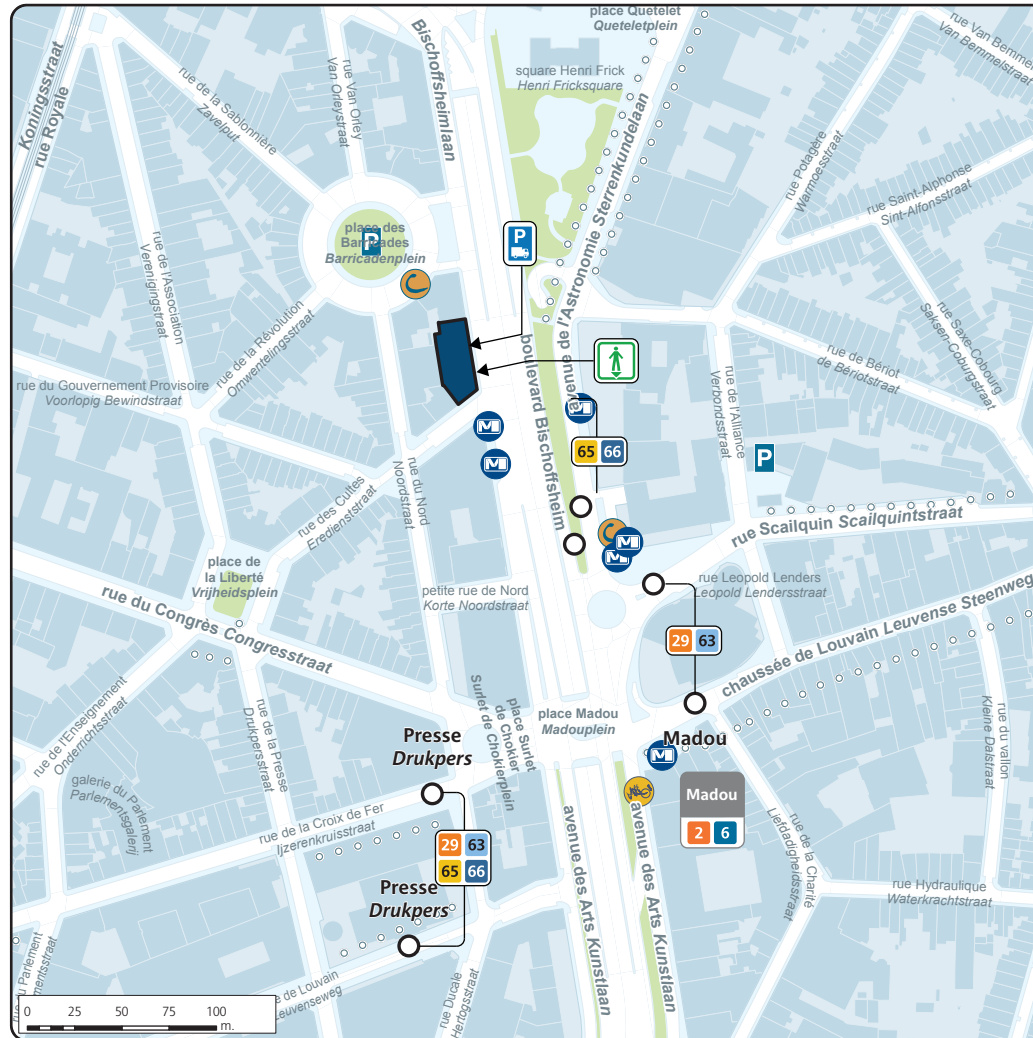 place Quetelet
Queteletplein
rue Van Bemmel
Van Bemmelstraat
Koningsstraat
rue Royale
rue de la Sablonnière
Zavelput
rue Van Orley
Van Orleystraat
Bischoffsheimlaan
square Henri Frick
Henri Fricksquare
avenue de l'Astronomie Sterrenkundelaan
rue Potagère
Warmoesstraat
rue Saint-Alphonse
Sint-Alfonsstraat
P
place des
Barricades
Barricadenplein
P
rue de l'Association
Verenigingstraat
rue de la Révolution
Omwentelingsstraat
rue Saxe-Cobourg
Saksen-Coburgstraat
rue de Bériot
de Bériotstraat
rue du Gouvernement Provisoire
Voorlopig Bewindstraat
boulevard Bischoffsheim
rue de l'Alliance
Verbondsstraat
M
M
M
65 66
P
rue des Cultes
Eredienststraat
rue du Nord
Noordstraat
rue Scailquin Scailquintstraat
M
M
place de
la Liberté
Vrijheidsplein
petite rue de Nord
Korte Noordstraat
rue Leopold Lenders
Leopold Lendersstraat
rue du Congrès Congresstraat
29 63
chaussée de Louvain Leuvense Steenweg
rue de l'Enseignement
Onderrichtsstraat
rue de la Presse
Drukpersstraat
place Surlet
de Chokier
Surlet de Chokierplein
place Madou
Madouplein
rue du vallon
Kleine Dalstraat
Presse
Drukpers
Madou
M
galerie du Parlement
Parlementsgalerij
Madou
2 6
rue de la Croix de Fer
Ijzerenkruisstraat
29 63
65 66
avenue des Arts Kunstlaan
avenue des Arts Kunstlaan
rue de la Charité
Liefdadigheidsstraat
Presse
Drukpers
rue Hydraulique
Waterkrachtstraat
Parlement
mentsstraat
e de Louvain
Leuvenseweg
rue Ducale
Hertogsstraat
0 25 50 75 100
m.